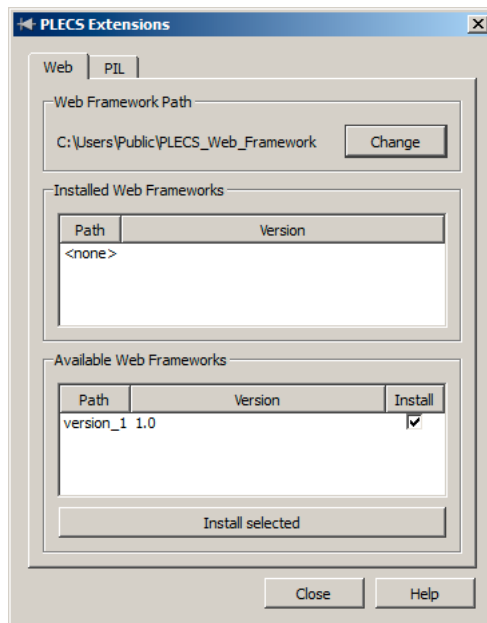 PLECS Extensions
Web PIL
Web Framework Path
C:\Users\Public\PLECS_Web_Framework Change
Installed Web Frameworks
Path Version
<none>
Available Web Frameworks
Path Version Install
version_1 1.0
Install selected
Close Help